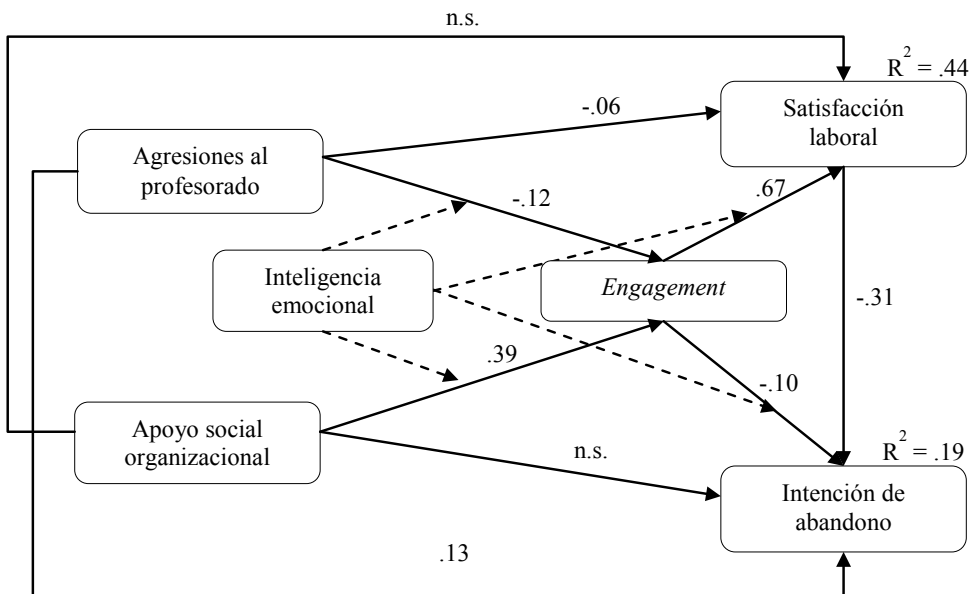 n.s.
R² = .44
Satisfacción
laboral
-.06
Agresiones al
profesorado
-.12
.67
Inteligencia
emocional
Engagement
-.31
.39
-.10
Apoyo social
organizacional
n.s.
R² = .19
Intención de
abandono
.13